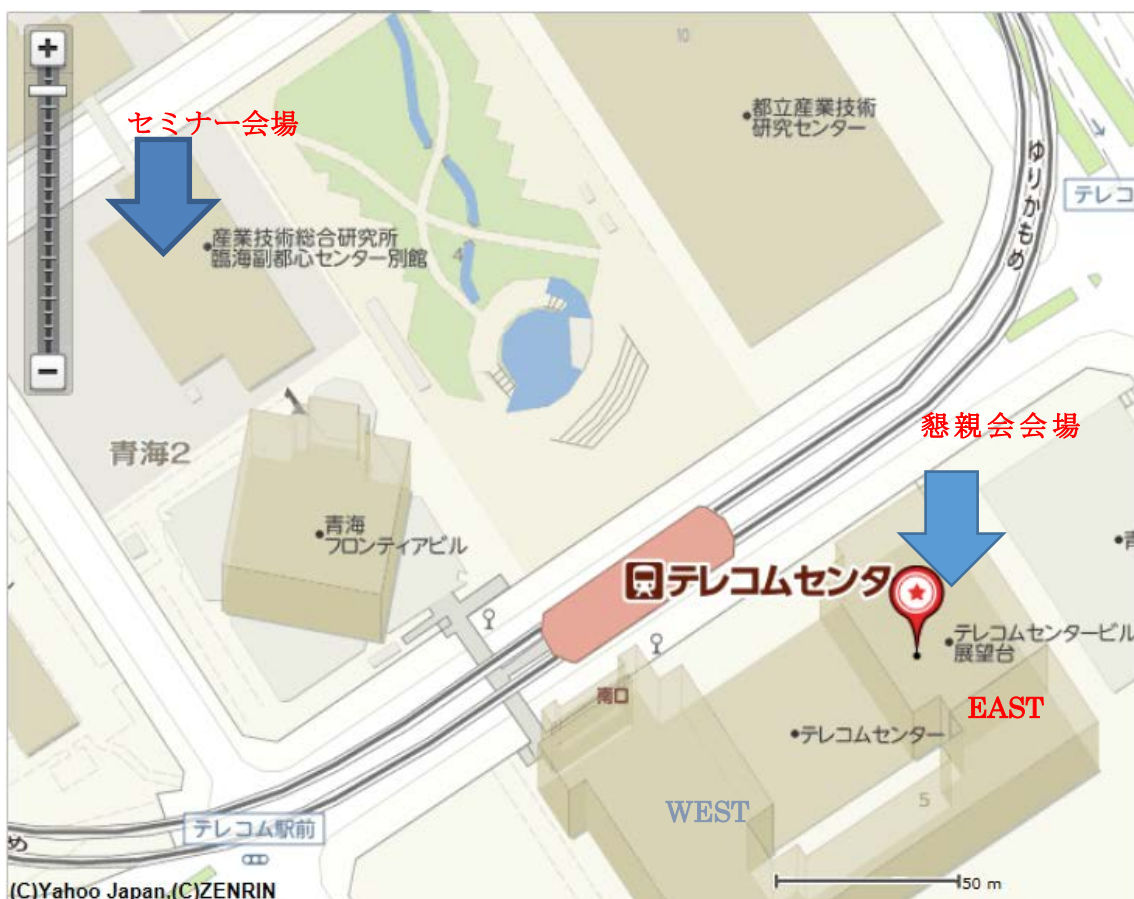 10
セミナー会場
都立産業技術
研究センター
ゆりかもめ
テレコ
産業技術総合研究所
臨海副都心センター別館
4
懇親会会場
青海2
青海
フロンティアビル
青
テレコムセンタ
テレコムセンタービル
展望台
南口
EAST
テレコムセンター
WEST
5
テレコム駅前
め
50 m
(C)Yahoo Japan,(C)ZENRIN